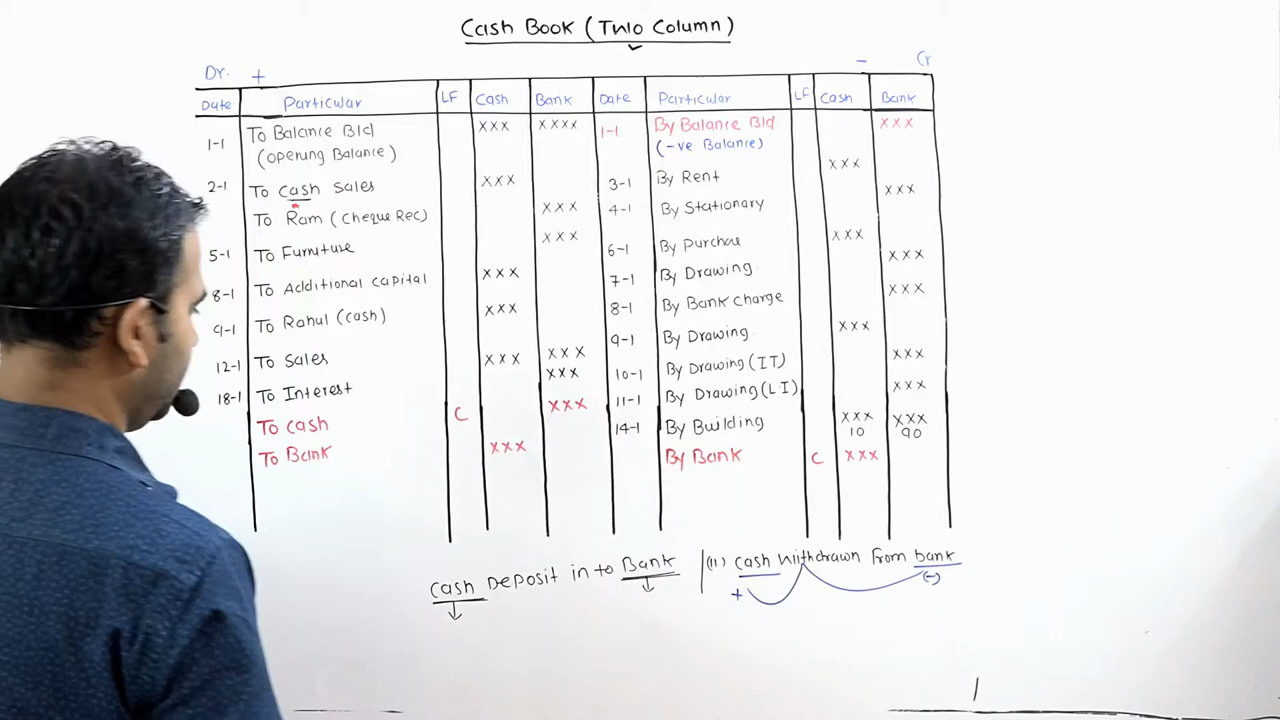 Cash Book (Two Column)
Dr. + - Cr
Date Particular LF Cash Bank Date Particular LF Cash Bank
1-1 To Balance Bld xxx xxxx 1-1 By Balance Bld xxx
(opening Balance) (-ve Balance)
2-1 To cash sales xxx 3-1 By Rent xxx
To Ram (cheque Rec) xxx 4-1 By Stationary xxx
5-1 To Furniture xxx 6-1 By Purchae xxx
8-1 To Additional capital xxx 7-1 By Drawing xxx
9-1 To Rahul (cash) xxx 8-1 By Bank charge xxx
12-1 To Sales xxx xxx 9-1 By Drawing xxx
18-1 To Interest xxx 10-1 By Drawing (IT) xxx
To cash C xxx 11-1 By Drawing (LI) xxx
To Bank xxx 14-1 By Building xxx xxx
10 90
By Bank C xxx
Cash Deposit in to Bank / (II) cash withdrawn from bank
+ (-)